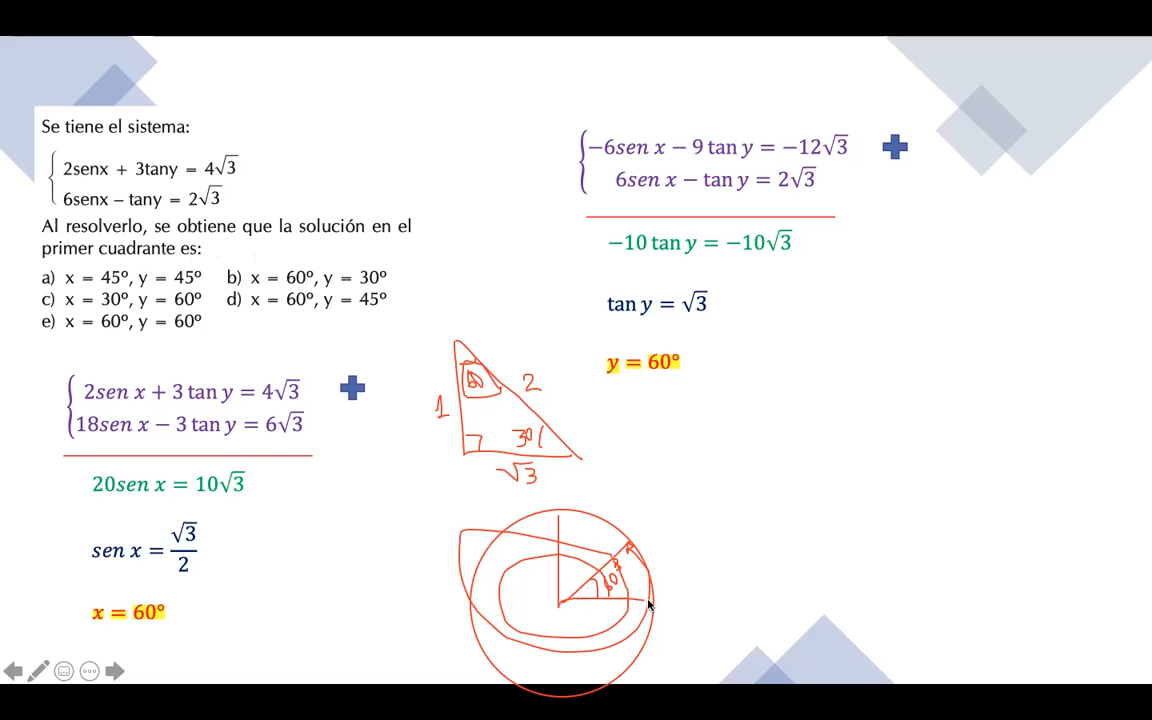 Se tiene el sistema:
2senx + 3tany = 4√3
6senx – tany = 2√3
Al resolverlo, se obtiene que la solución en el
primer cuadrante es:
a) x = 45º, y = 45º b) x = 60º, y = 30º
c) x = 30º, y = 60º d) x = 60º, y = 45º
e) x = 60º, y = 60º
2sen x + 3 tan y = 4√3
18sen x − 3 tan y = 6√3
20sen x = 10√3
sen x = √3/2
x = 60°
−6sen x − 9 tan y = −12√3
6sen x − tan y = 2√3
−10 tan y = −10√3
tan y = √3
y = 60°
60
2
1
30
√3
60